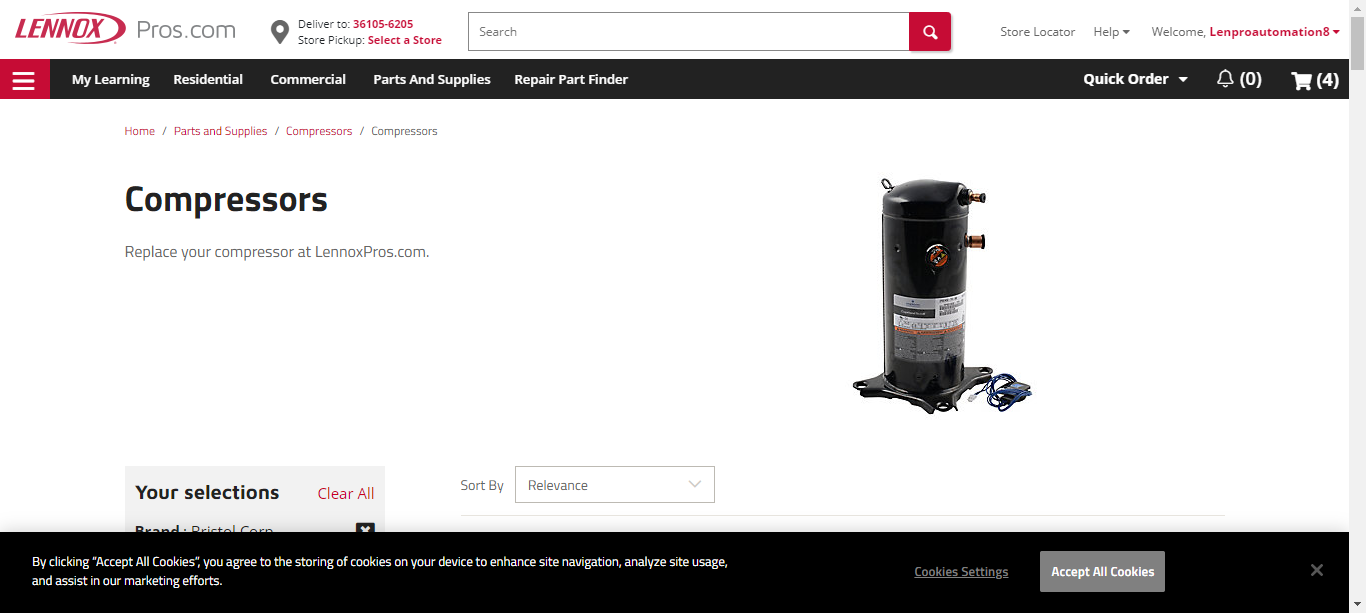 LENNOX Pros.com
Deliver to: 36105-6205
Store Pickup: Select a Store
Search
Store Locator
Help
Welcome, Lenproautomation8
My Learning
Residential
Commercial
Parts And Supplies
Repair Part Finder
Quick Order
(0)
(4)
Home / Parts and Supplies / Compressors / Compressors
Compressors
Replace your compressor at LennoxPros.com.
Your selections
Clear All
Sort By
Relevance
Brand : Bristol Corp
By clicking “Accept All Cookies”, you agree to the storing of cookies on your device to enhance site navigation, analyze site usage,
and assist in our marketing efforts.
Cookies Settings
Accept All Cookies